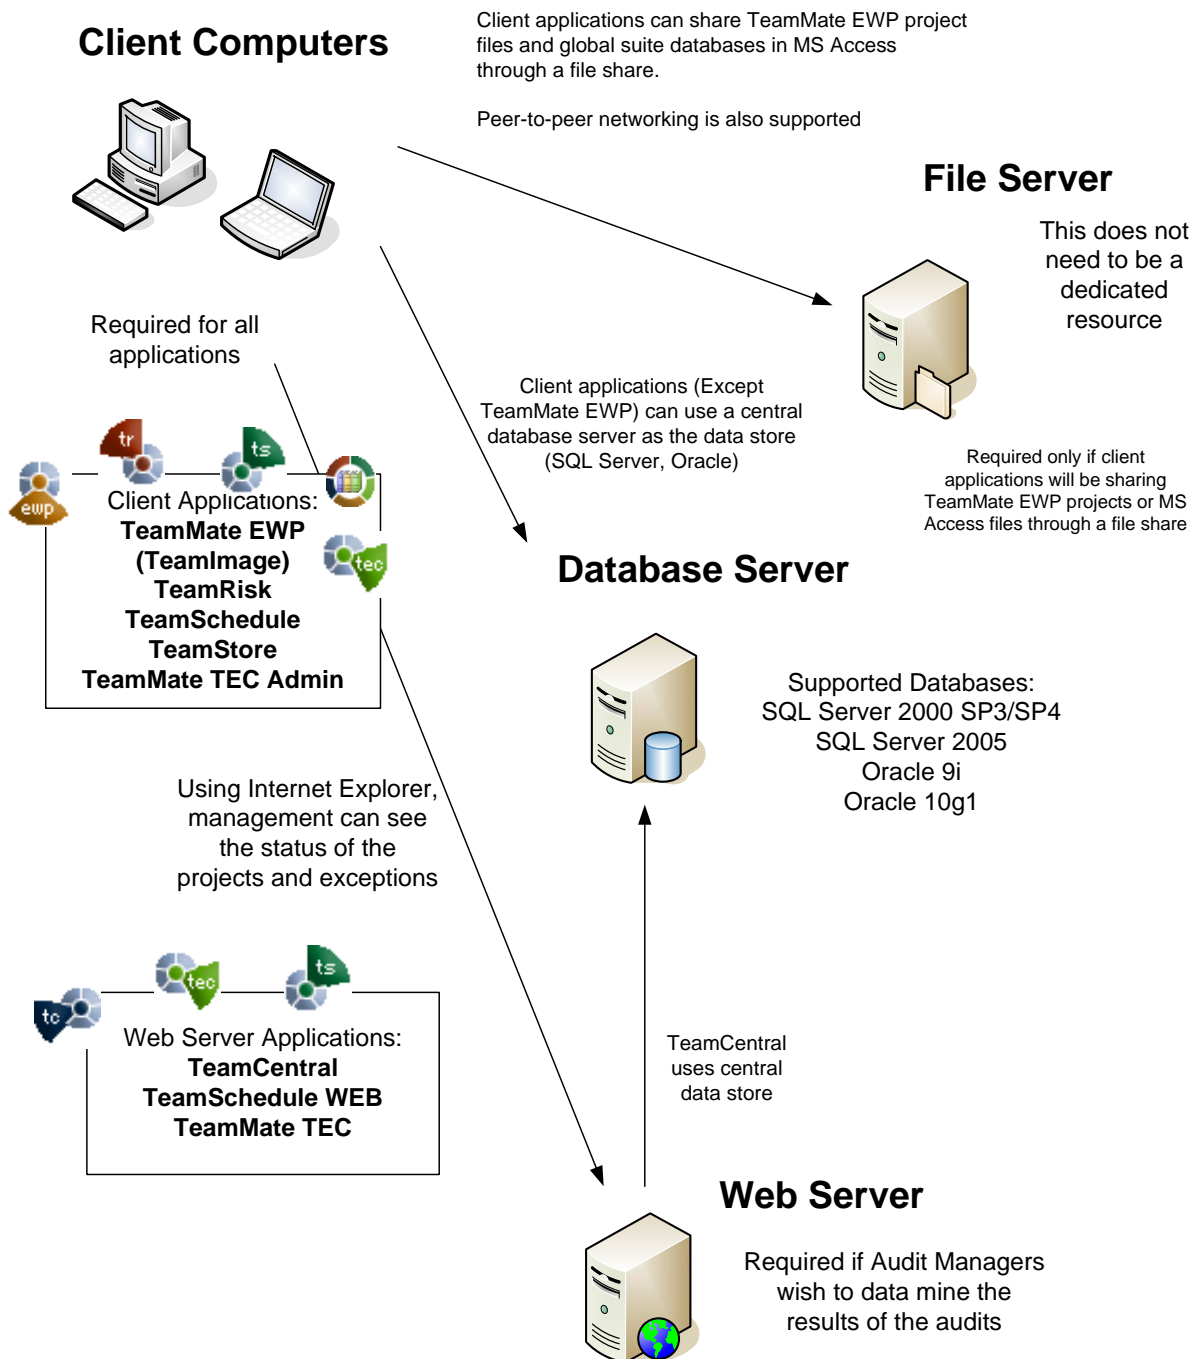 Client Computers
Client applications can share TeamMate EWP project
files and global suite databases in MS Access
through a file share.
Peer-to-peer networking is also supported
File Server
This does not
need to be a
dedicated
resource
Required for all
applications
Client applications (Except
TeamMate EWP) can use a central
database server as the data store
(SQL Server, Oracle)
Required only if client
applications will be sharing
TeamMate EWP projects or MS
Access files through a file share
tr
ts
ewp
tec
Client Applications:
TeamMate EWP
(TeamImage)
TeamRisk
TeamSchedule
TeamStore
TeamMate TEC Admin
Database Server
Supported Databases:
SQL Server 2000 SP3/SP4
SQL Server 2005
Oracle 9i
Oracle 10g1
Using Internet Explorer,
management can see
the status of the
projects and exceptions
tc
tec
ts
Web Server Applications:
TeamCentral
TeamSchedule WEB
TeamMate TEC
TeamCentral
uses central
data store
Web Server
Required if Audit Managers
wish to data mine the
results of the audits